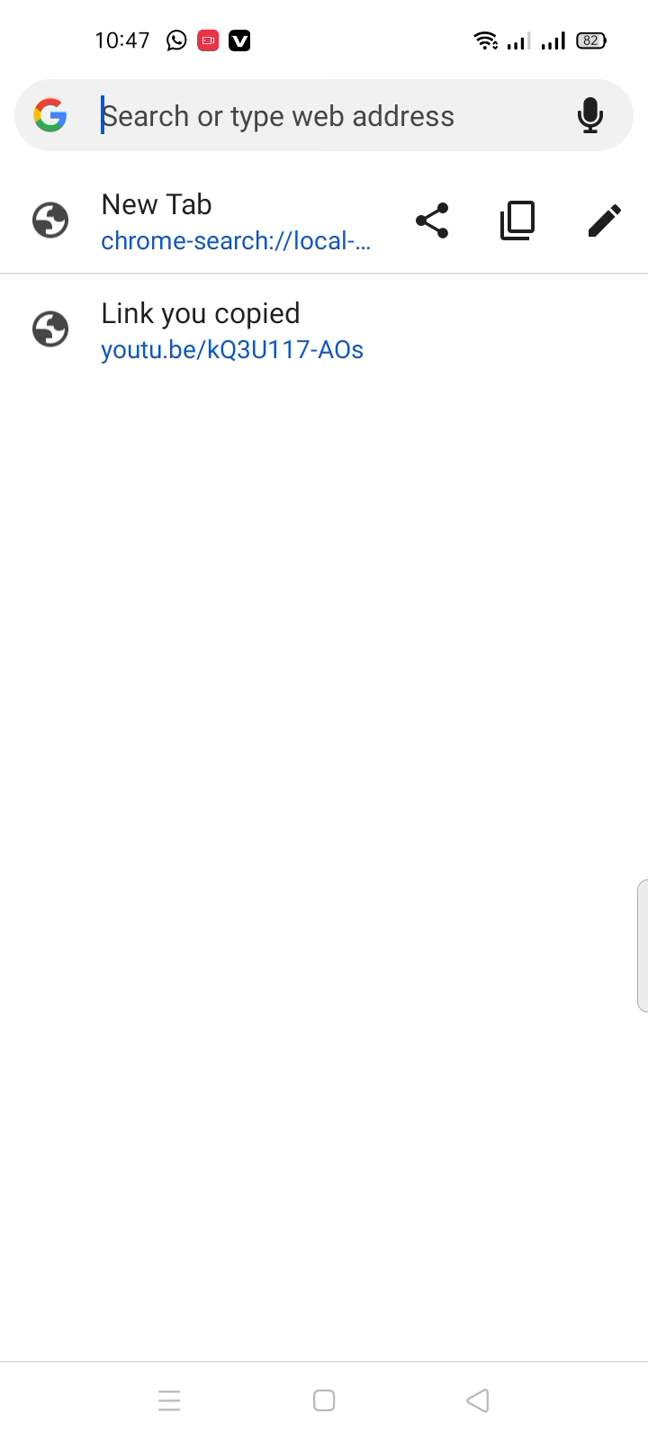 10:47 82
Search or type web address
New Tab
chrome-search://local-...
Link you copied
youtu.be/kQ3U117-AOs